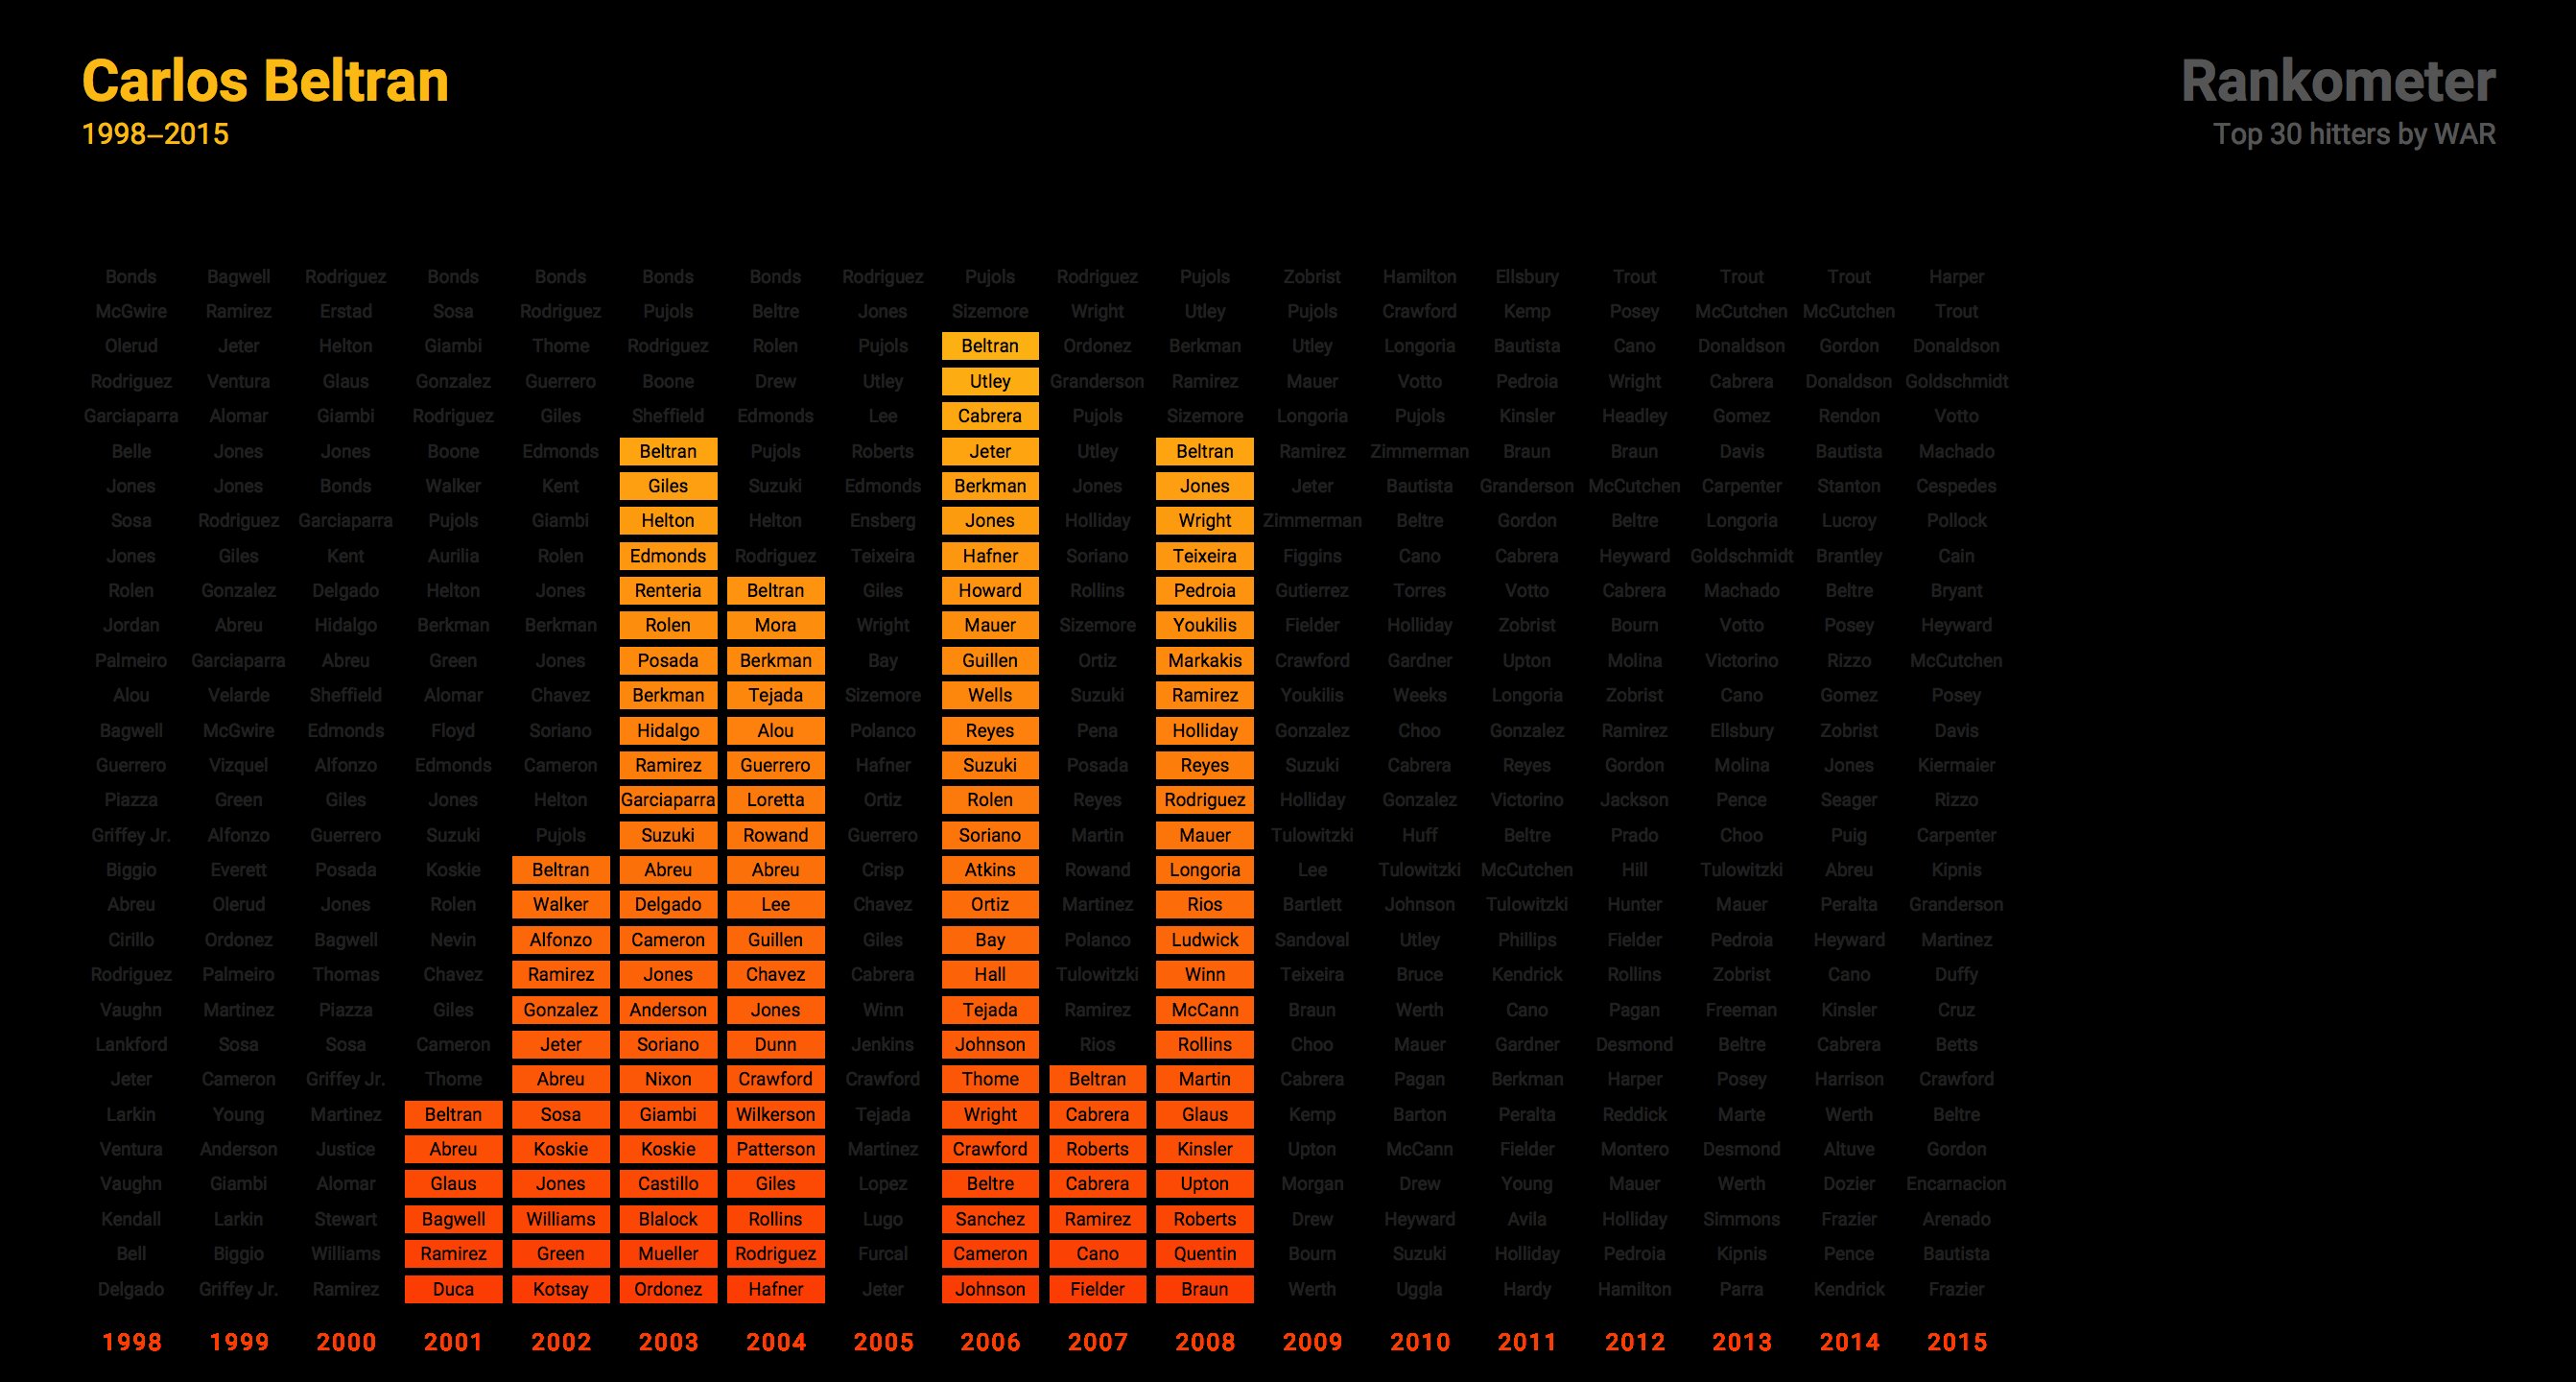 Carlos Beltran
1998–2015
Rankometer
Top 30 hitters by WAR
Bonds Bagwell Rodriguez Bonds Bonds Bonds Bonds Rodriguez Pujols Rodriguez Pujols Zobrist Hamilton Ellsbury Trout Trout Trout Harper
McGwire Ramirez Erstad Sosa Rodriguez Pujols Beltre Jones Sizemore Wright Utley Pujols Crawford Kemp Posey McCutchen McCutchen Trout
Olerud Jeter Helton Giambi Thome Rodriguez Rolen Pujols Beltran Ordonez Berkman Utley Longoria Bautista Cano Donaldson Gordon Donaldson
Rodriguez Ventura Glaus Gonzalez Guerrero Boone Drew Utley Utley Granderson Ramirez Mauer Votto Pedroia Wright Cabrera Donaldson Goldschmidt
Garciaparra Alomar Giambi Rodriguez Giles Sheffield Edmonds Lee Cabrera Pujols Sizemore Longoria Pujols Kinsler Headley Gomez Rendon Votto
Belle Jones Jones Boone Edmonds Beltran Pujols Roberts Jeter Utley Beltran Ramirez Zimmerman Braun Braun Davis Bautista Machado
Jones Jones Bonds Walker Kent Giles Suzuki Edmonds Berkman Jones Jones Jeter Bautista Granderson McCutchen Carpenter Stanton Cespedes
Sosa Rodriguez Garciaparra Pujols Giambi Helton Helton Ensberg Jones Holliday Wright Zimmerman Beltre Gordon Beltre Longoria Lucroy Pollock
Jones Giles Kent Aurilia Rolen Edmonds Rodriguez Teixeira Hafner Soriano Teixeira Figgins Cano Cabrera Heyward Goldschmidt Brantley Cain
Rolen Gonzalez Delgado Helton Jones Renteria Beltran Giles Howard Rollins Pedroia Gutierrez Torres Votto Cabrera Machado Beltre Bryant
Jordan Abreu Hidalgo Berkman Berkman Rolen Mora Wright Mauer Sizemore Youkilis Fielder Holliday Zobrist Bourn Votto Posey Heyward
Palmeiro Garciaparra Abreu Green Jones Posada Berkman Bay Guillen Ortiz Markakis Crawford Gardner Upton Molina Victorino Rizzo McCutchen
Alou Velarde Sheffield Alomar Chavez Berkman Tejada Sizemore Wells Suzuki Ramirez Youkilis Weeks Longoria Zobrist Cano Gomez Posey
Bagwell McGwire Edmonds Floyd Soriano Hidalgo Alou Polanco Reyes Pena Holliday Gonzalez Choo Gonzalez Ramirez Ellsbury Zobrist Davis
Guerrero Vizquel Alfonzo Edmonds Cameron Ramirez Guerrero Hafner Suzuki Posada Reyes Suzuki Cabrera Reyes Gordon Molina Jones Kiermaier
Piazza Green Giles Jones Helton Garciaparra Loretta Ortiz Rolen Reyes Rodriguez Holliday Gonzalez Victorino Jackson Pence Seager Rizzo
Griffey Jr. Alfonzo Guerrero Suzuki Pujols Suzuki Rowand Guerrero Soriano Martin Mauer Tulowitzki Huff Beltre Prado Choo Puig Carpenter
Biggio Everett Posada Koskie Beltran Abreu Abreu Crisp Atkins Rowand Longoria Lee Tulowitzki McCutchen Hill Tulowitzki Abreu Kipnis
Abreu Olerud Jones Rolen Walker Delgado Lee Chavez Ortiz Martinez Rios Bartlett Johnson Tulowitzki Hunter Mauer Peralta Granderson
Cirillo Ordonez Bagwell Nevin Alfonzo Cameron Guillen Giles Bay Polanco Ludwick Sandoval Utley Phillips Fielder Pedroia Heyward Martinez
Rodriguez Palmeiro Thomas Chavez Ramirez Jones Chavez Cabrera Hall Tulowitzki Winn Teixeira Bruce Kendrick Rollins Zobrist Cano Duffy
Vaughn Martinez Piazza Giles Gonzalez Anderson Jones Winn Tejada Ramirez McCann Braun Werth Cano Pagan Freeman Kinsler Cruz
Lankford Sosa Sosa Cameron Jeter Soriano Dunn Jenkins Johnson Rios Rollins Choo Mauer Gardner Desmond Beltre Cabrera Betts
Jeter Cameron Griffey Jr. Thome Abreu Nixon Crawford Crawford Thome Beltran Martin Cabrera Pagan Berkman Harper Posey Harrison Crawford
Larkin Young Martinez Beltran Sosa Giambi Wilkerson Tejada Wright Cabrera Glaus Kemp Barton Peralta Reddick Marte Werth Beltre
Ventura Anderson Justice Abreu Koskie Koskie Patterson Martinez Crawford Roberts Kinsler Upton McCann Fielder Montero Desmond Altuve Gordon
Vaughn Giambi Alomar Glaus Jones Castillo Giles Lopez Beltre Cabrera Upton Morgan Drew Young Mauer Werth Dozier Encarnacion
Kendall Larkin Stewart Bagwell Williams Blalock Rollins Lugo Sanchez Ramirez Roberts Drew Heyward Avila Holliday Simmons Frazier Arenado
Bell Biggio Williams Ramirez Green Mueller Rodriguez Furcal Cameron Cano Quentin Bourn Suzuki Holliday Pedroia Kipnis Pence Bautista
Delgado Griffey Jr. Ramirez Duca Kotsay Ordonez Hafner Jeter Johnson Fielder Braun Werth Uggla Hardy Hamilton Parra Kendrick Frazier
1998 1999 2000 2001 2002 2003 2004 2005 2006 2007 2008 2009 2010 2011 2012 2013 2014 2015